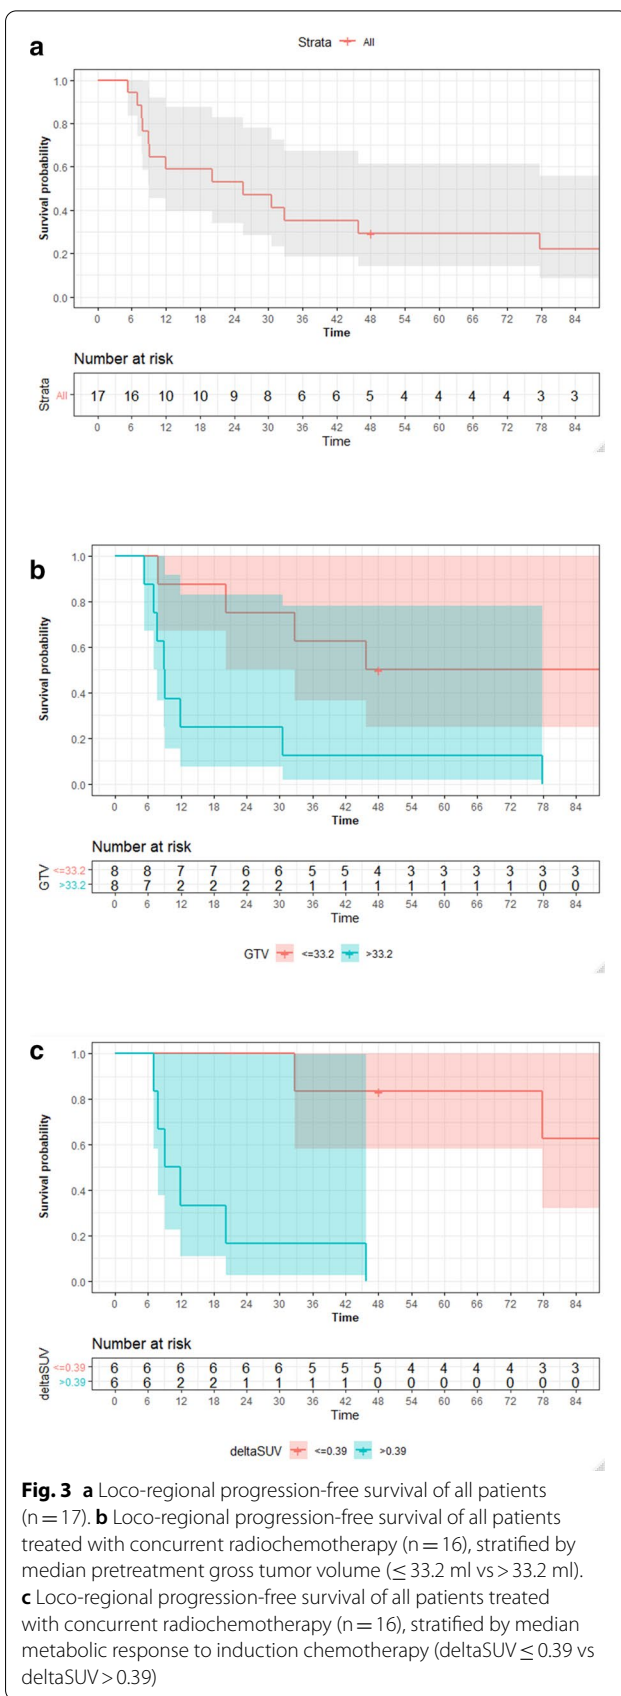 a
Strata All
1.0
0.8
0.6
0.4
0.2
0.0
Survival probability
0 6 12 18 24 30 36 42 48 54 60 66 72 78 84
Time
Number at risk
Strata
All 17 16 10 10 9 8 6 6 5 4 4 4 4 3 3
0 6 12 18 24 30 36 42 48 54 60 66 72 78 84
Time
b
1.0
0.8
0.6
0.4
0.2
0.0
Survival probability
0 6 12 18 24 30 36 42 48 54 60 66 72 78 84
Time
Number at risk
GTV
<=33.2 8 8 7 7 6 6 5 5 4 3 3 3 3 3 3
>33.2 8 7 2 2 2 2 1 1 1 1 1 1 1 0 0
0 6 12 18 24 30 36 42 48 54 60 66 72 78 84
Time
GTV <=33.2 >33.2
c
1.0
0.8
0.6
0.4
0.2
0.0
Survival probability
0 6 12 18 24 30 36 42 48 54 60 66 72 78 84
Time
Number at risk
deltaSUV
<=0.39 6 6 6 6 6 6 5 5 5 4 4 4 4 3 3
>0.39 6 6 2 2 1 1 1 1 0 0 0 0 0 0 0
0 6 12 18 24 30 36 42 48 54 60 66 72 78 84
Time
deltaSUV <=0.39 >0.39
Fig. 3 a Loco-regional progression-free survival of all patients
(n = 17). b Loco-regional progression-free survival of all patients
treated with concurrent radiochemotherapy (n = 16), stratified by
median pretreatment gross tumor volume (≤ 33.2 ml vs > 33.2 ml).
c Loco-regional progression-free survival of all patients treated
with concurrent radiochemotherapy (n = 16), stratified by median
metabolic response to induction chemotherapy (deltaSUV ≤ 0.39 vs
deltaSUV > 0.39)